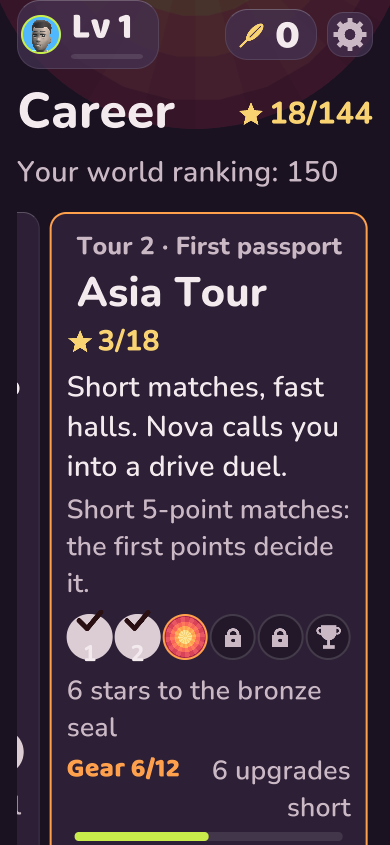 Lv 1
0
Career
18/144
Your world ranking: 150
Tour 2 · First passport
Asia Tour
3/18
Short matches, fast
halls. Nova calls you
into a drive duel.
Short 5-point matches:
the first points decide
it.
1 2
6 stars to the bronze
seal
Gear 6/12
6 upgrades
short